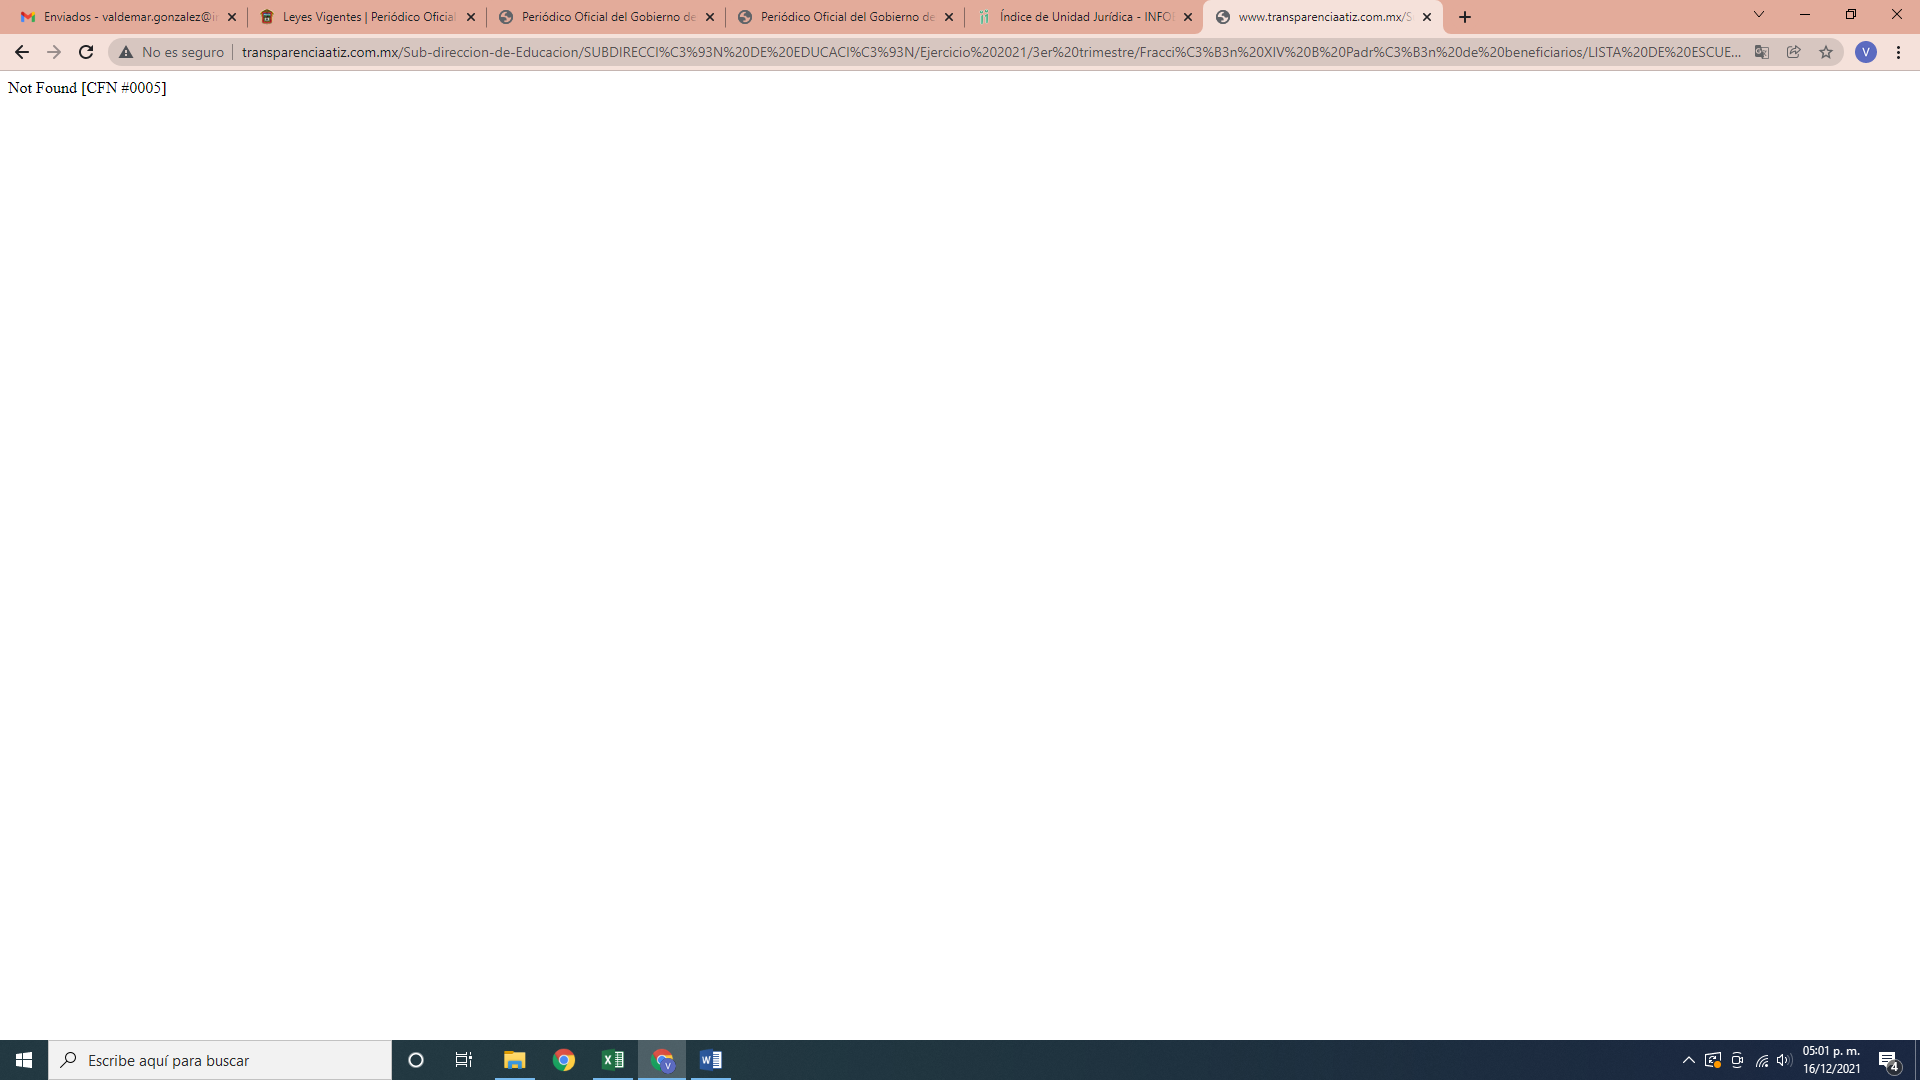 Enviados - valdemar.gonzalez@i
Leyes Vigentes | Periódico Oficial
Periódico Oficial del Gobierno de
Periódico Oficial del Gobierno de
Índice de Unidad Jurídica - INFO
www.transparenciaatiz.com.mx/S
No es seguro
transparenciaatiz.com.mx/Sub-direccion-de-Educacion/SUBDIRECCI%C3%93N%20DE%20EDUCACI%C3%93N/Ejercicio%202021/3er%20trimestre/Fracci%C3%B3n%20XIV%20B%20Padr%C3%B3n%20de%20beneficiarios/LISTA%20DE%20ESCUE...
V
Not Found [CFN #0005]
Escribe aquí para buscar
V
05:01 p. m.
16/12/2021
4